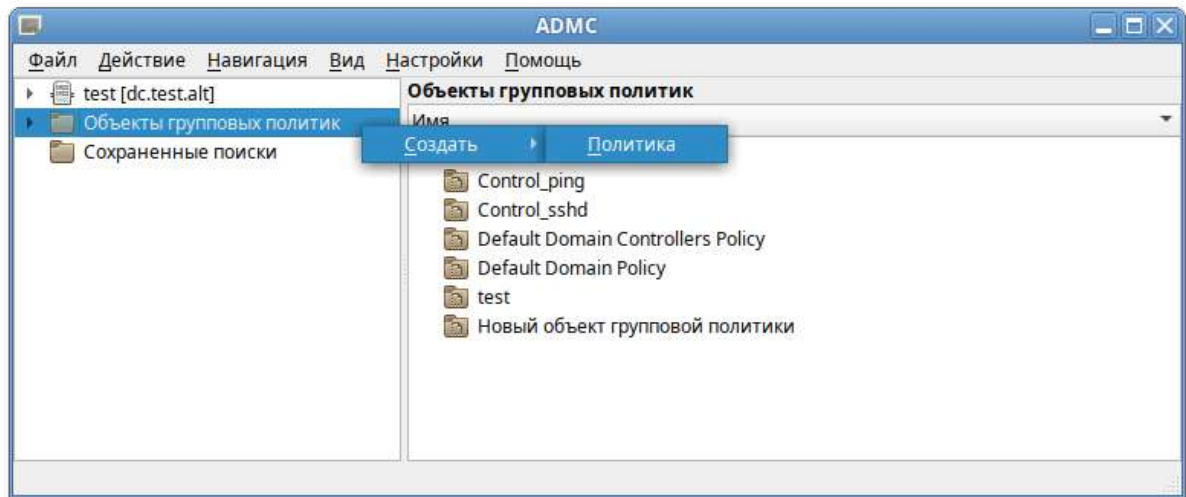 ADMC
Файл Действие Навигация Вид Настройки Помощь
test [dc.test.alt]
Объекты групповых политик
Сохраненные поиски
Объекты групповых политик
Имя
Создать
Политика
Control_ping
Control_sshd
Default Domain Controllers Policy
Default Domain Policy
test
Новый объект групповой политики